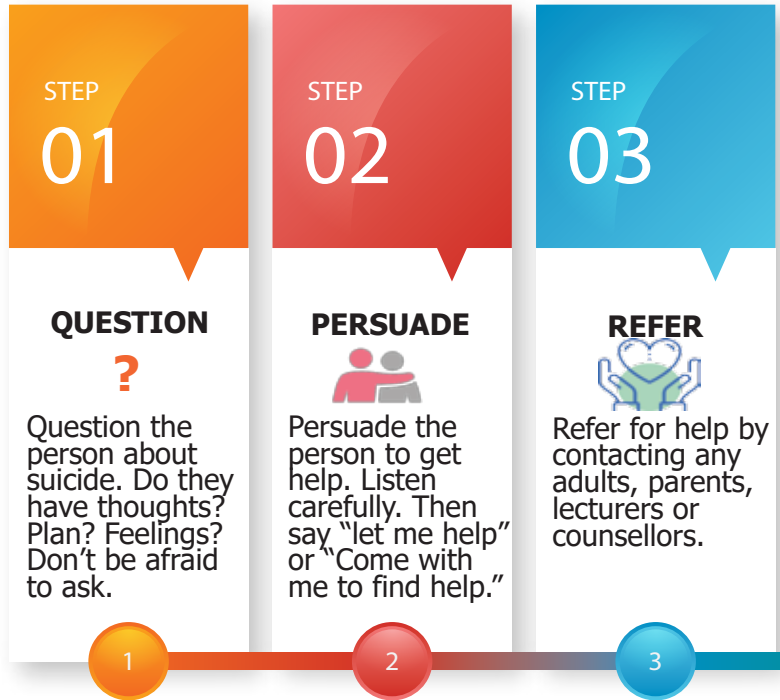 STEP
01
QUESTION
?
Question the
person about
suicide. Do they
have thoughts?
Plan? Feelings?
Don’t be afraid
to ask.
1
STEP
02
PERSUADE
Persuade the
person to get
help. Listen
carefully. Then
say “let me help”
or “Come with
me to find help.”
2
STEP
03
REFER
Refer for help by
contacting any
adults, parents,
lecturers or
counsellors.
3